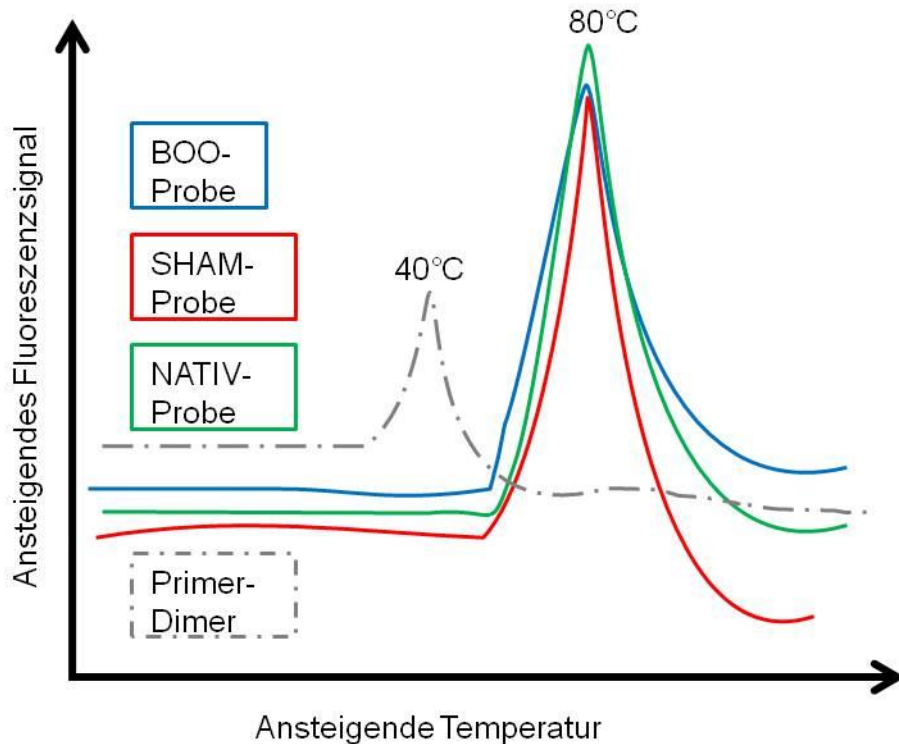 80°C
BOO-
Probe
SHAM-
Probe
40°C
NATIV-
Probe
Primer-
Dimer
Ansteigendes Fluoreszenzsignal
Ansteigende Temperatur